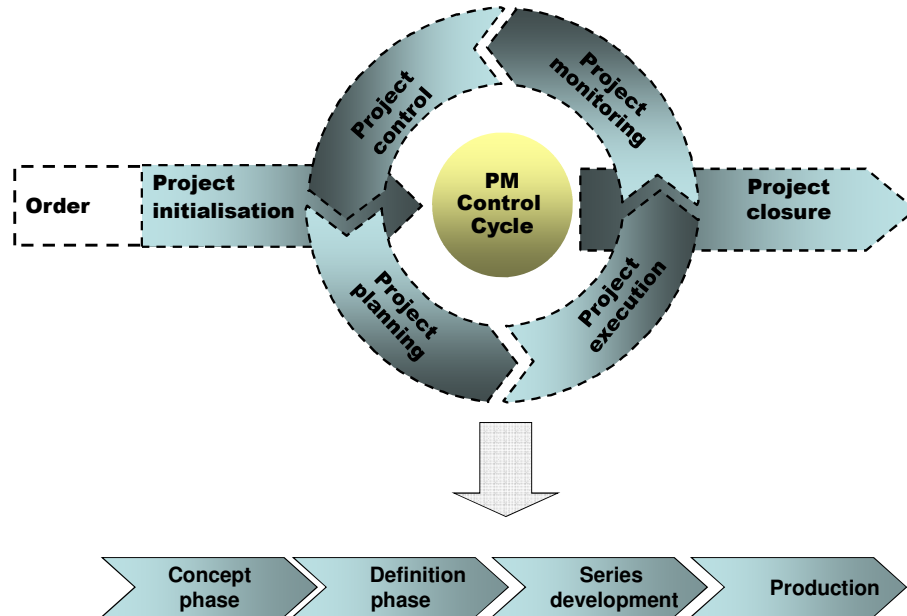 Project
control
Project
monitoring
Order
Project
initialisation
PM
Control
Cycle
Project
closure
Project
planning
Project
execution
Concept
phase
Definition
phase
Series
development
Production